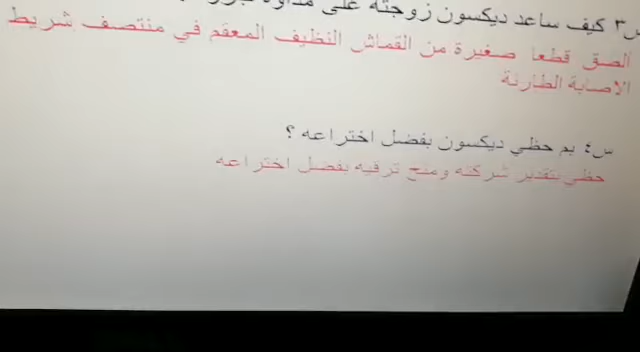 س٣ كيف ساعد ديكسون زوجته على مداواة
الصق قطعا صغيرة من القماش النظيف المعقم في منتصف شريط
الاصابة الطارئة
س٤ بم حظي ديكسون بفضل اختراعه ؟
حظي بتقدير شركته ومنح ترقيه بفضل اختراعه